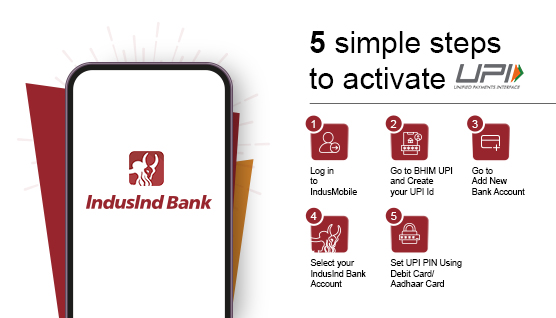 IndusInd Bank
5 simple steps
to activate UPI
UNIFIED PAYMENTS INTERFACE
1
Log in
to
IndusMobile
2
Go to BHIM UPI
and Create
your UPI Id
3
Go to
Add New
Bank Account
4
Select your
IndusInd Bank
Account
5
Set UPI PIN Using
Debit Card/
Aadhaar Card